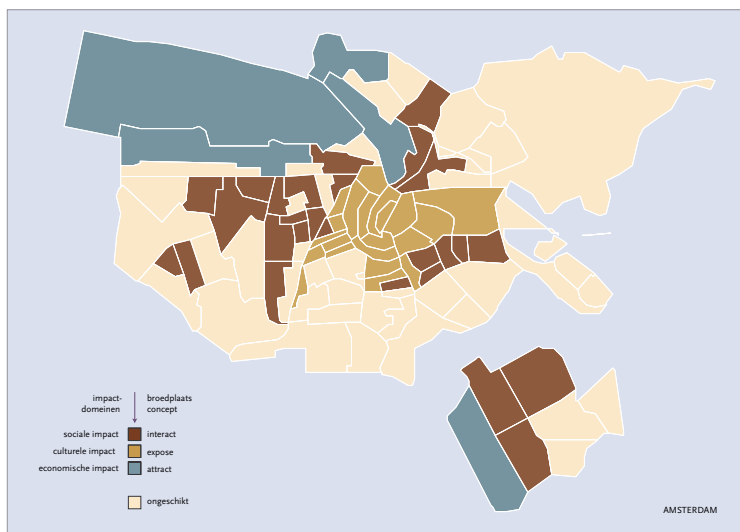 impact-
domeinen
broedplaats
concept
sociale impact interact
culturele impact expose
economische impact attract
ongeschikt
AMSTERDAM